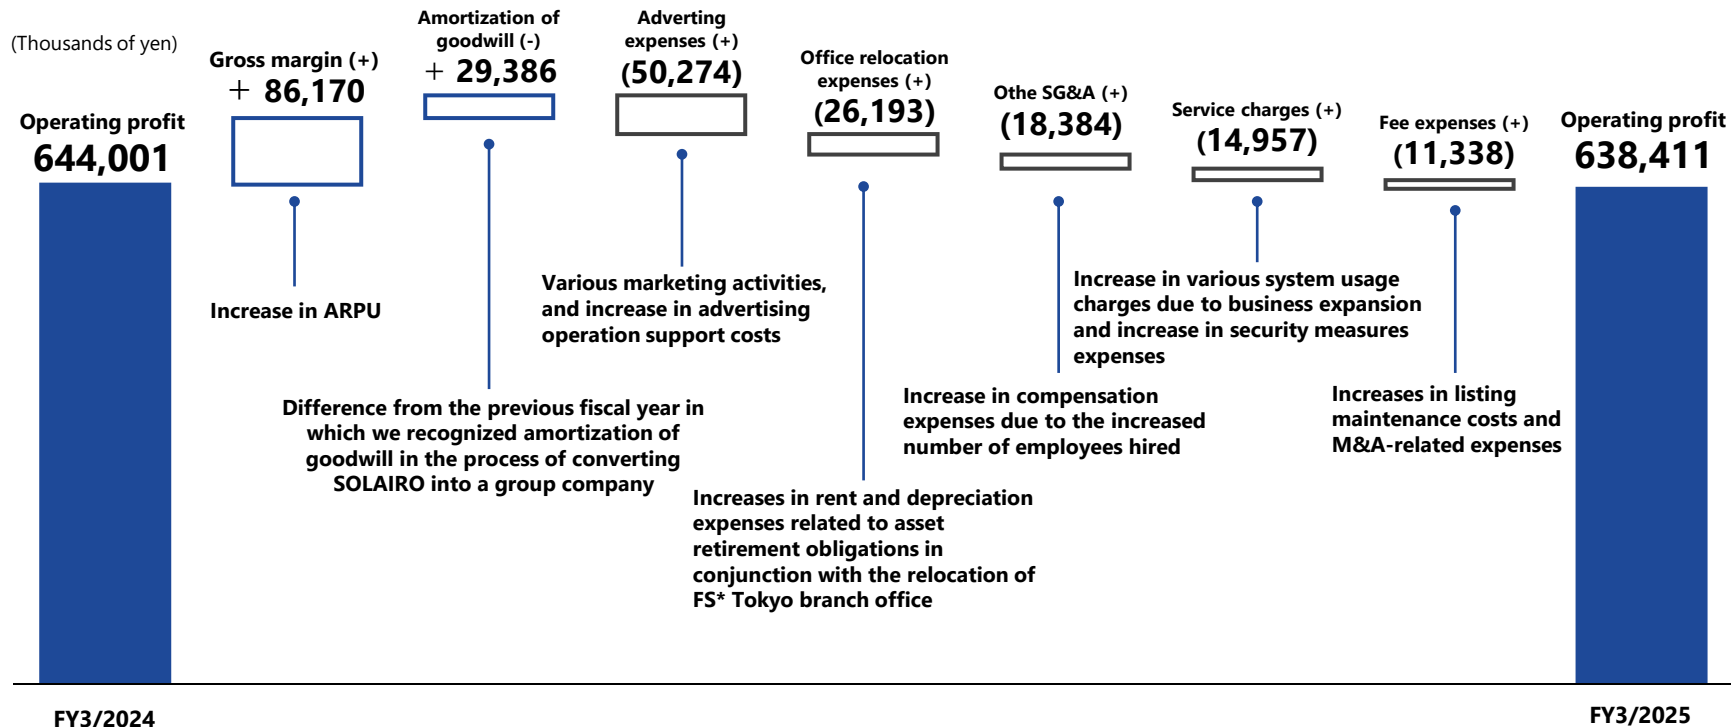 (Thousands of yen)
Operating profit
644,001
Gross margin (+)
+ 86,170
Amortization of
goodwill (-)
+ 29,386
Adverting
expenses (+)
(50,274)
Office relocation
expenses (+)
(26,193)
Othe SG&A (+)
(18,384)
Service charges (+)
(14,957)
Fee expenses (+)
(11,338)
Operating profit
638,411
Increase in ARPU
Difference from the previous fiscal year in
which we recognized amortization of
goodwill in the process of converting
SOLAIRO into a group company
Various marketing activities,
and increase in advertising
operation support costs
Increases in rent and depreciation
expenses related to asset
retirement obligations in
conjunction with the relocation of
FS* Tokyo branch office
Increase in compensation
expenses due to the increased
number of employees hired
Increase in various system usage
charges due to business expansion
and increase in security measures
expenses
Increases in listing
maintenance costs and
M&A-related expenses
FY3/2024
FY3/2025